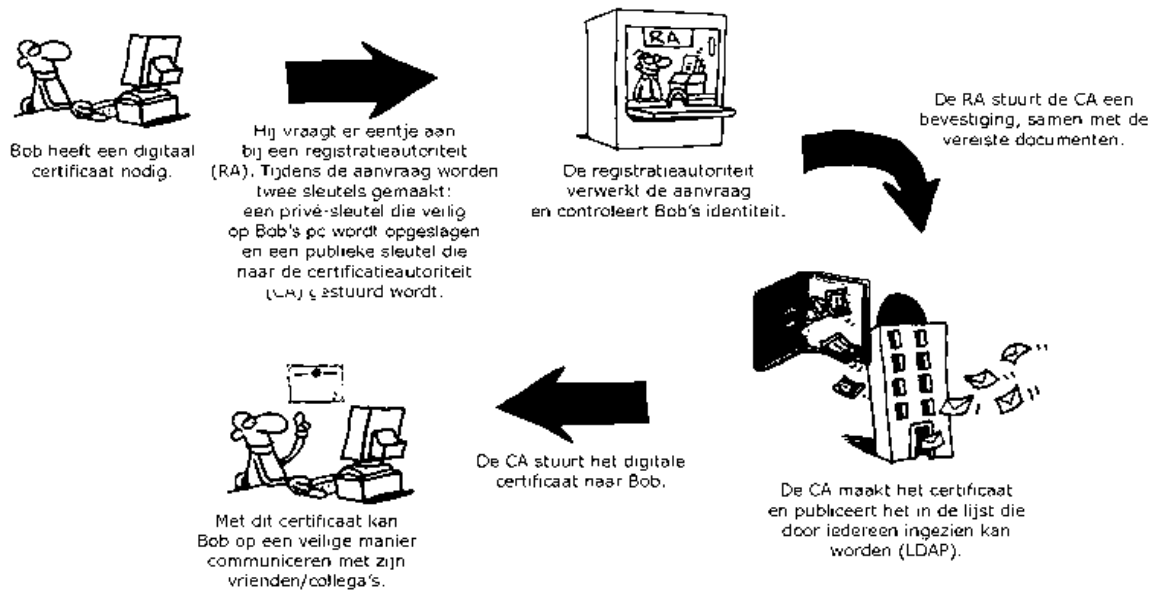 Bob heeft een digitaal
certificaat nodig.
Hij vraagt er eentje aan
bij een registratieautoriteit
(RA). Tijdens de aanvraag worden
twee sleutels gemaakt:
een privé-sleutel die veilig
op Bob's pc wordt opgeslagen
en een publieke sleutel die
naar de certificatieautoriteit
(CA) gestuurd wordt.
RA
De registratieautoriteit
verwerkt de aanvraag
en controleert Bob's identiteit.
De RA stuurt de CA een
bevestiging, samen met de
vereiste documenten.
De CA maakt het certificaat
en publiceert het in de lijst die
door iedereen ingezien kan
worden (LDAP).
De CA stuurt het digitale
certificaat naar Bob.
Met dit certificaat kan
Bob op een veilige manier
communiceren met zijn
vrienden/collega's.